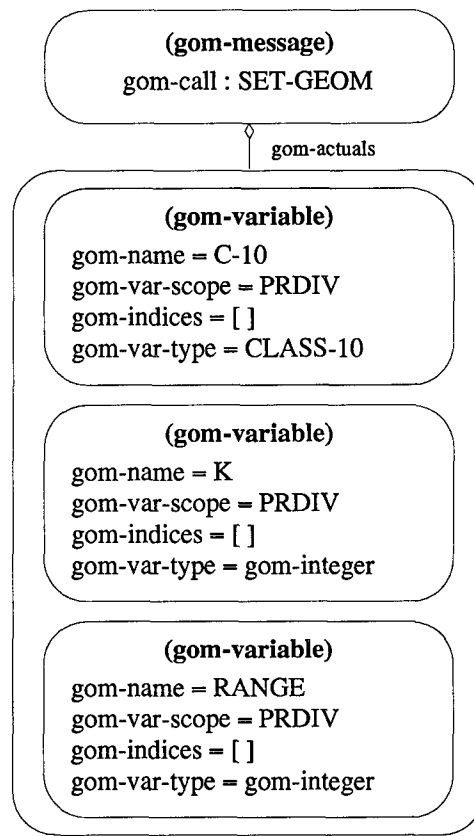 (gom-message)
gom-call : SET-GEOM
gom-actuals
(gom-variable)
gom-name = C-10
gom-var-scope = PRDIV
gom-indices = [ ]
gom-var-type = CLASS-10
(gom-variable)
gom-name = K
gom-var-scope = PRDIV
gom-indices = [ ]
gom-var-type = gom-integer
(gom-variable)
gom-name = RANGE
gom-var-scope = PRDIV
gom-indices = [ ]
gom-var-type = gom-integer